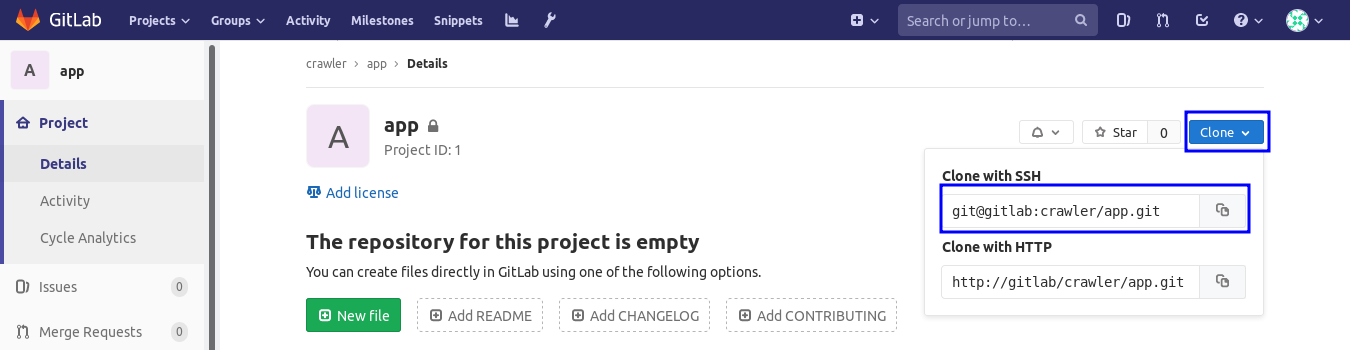 GitLab Projects Groups Activity Milestones Snippets Search or jump to…
A app
crawler > app > Details
Project
Details
Activity
Cycle Analytics
Issues 0
Merge Requests 0
A
app
Project ID: 1
Star 0
Clone
Add license
Clone with SSH
git@gitlab:crawler/app.git
Clone with HTTP
http://gitlab/crawler/app.git
The repository for this project is empty
You can create files directly in GitLab using one of the following options.
New file Add README Add CHANGELOG Add CONTRIBUTING